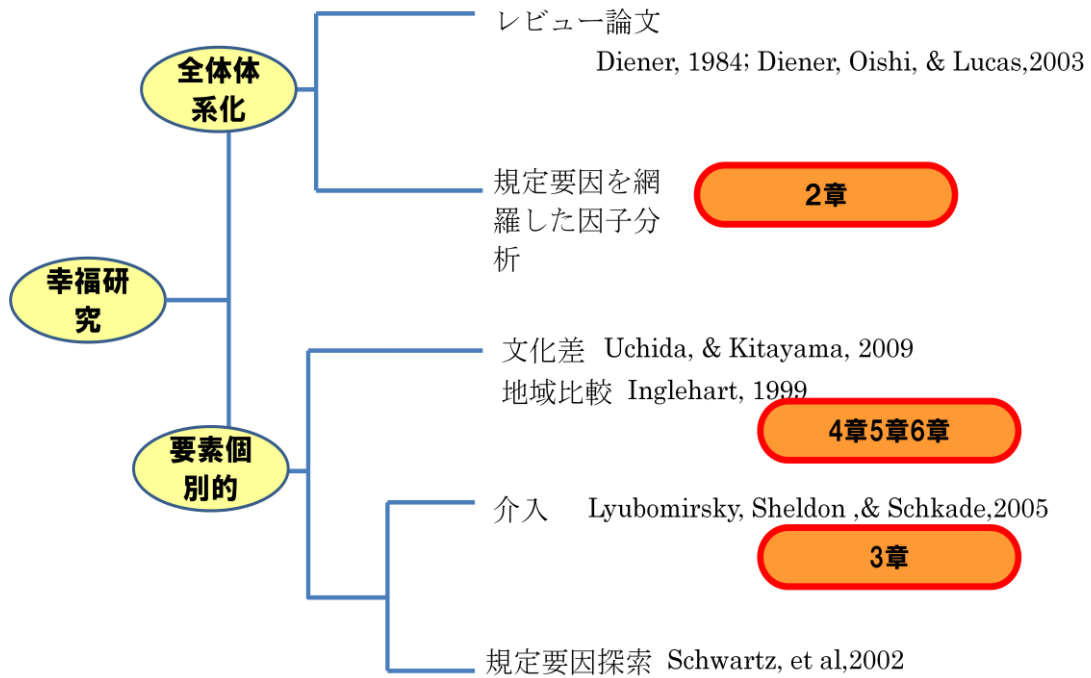 レビュー論文
Diener, 1984; Diener, Oishi, & Lucas,2003
全体体
系化
規定要因を網
羅した因子分
析
2章
幸福研
究
文化差 Uchida, & Kitayama, 2009
地域比較 Inglehart, 1999
4章5章6章
要素個
別的
介入 Lyubomirsky, Sheldon ,& Schkade,2005
3章
規定要因探索 Schwartz, et al,2002